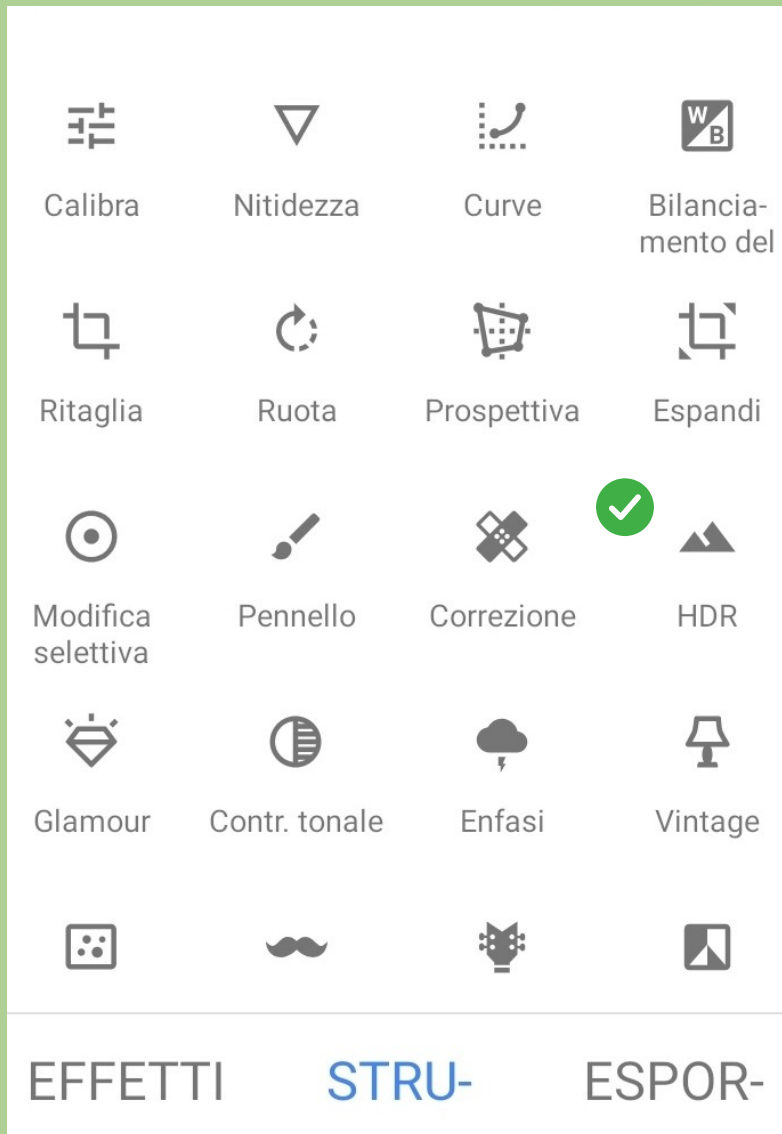 W B
Calibra Nitidezza Curve Bilancia-
mento del
Ritaglia Ruota Prospettiva Espandi
Modifica Pennello Correzione HDR
selettiva
Glamour Contr. tonale Enfasi Vintage
EFFETTI STRU- ESPOR-